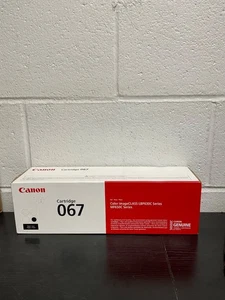 Canon
Cartridge
067
Color imageCLASS LBP630C Series
MF650C Series
GENUINE